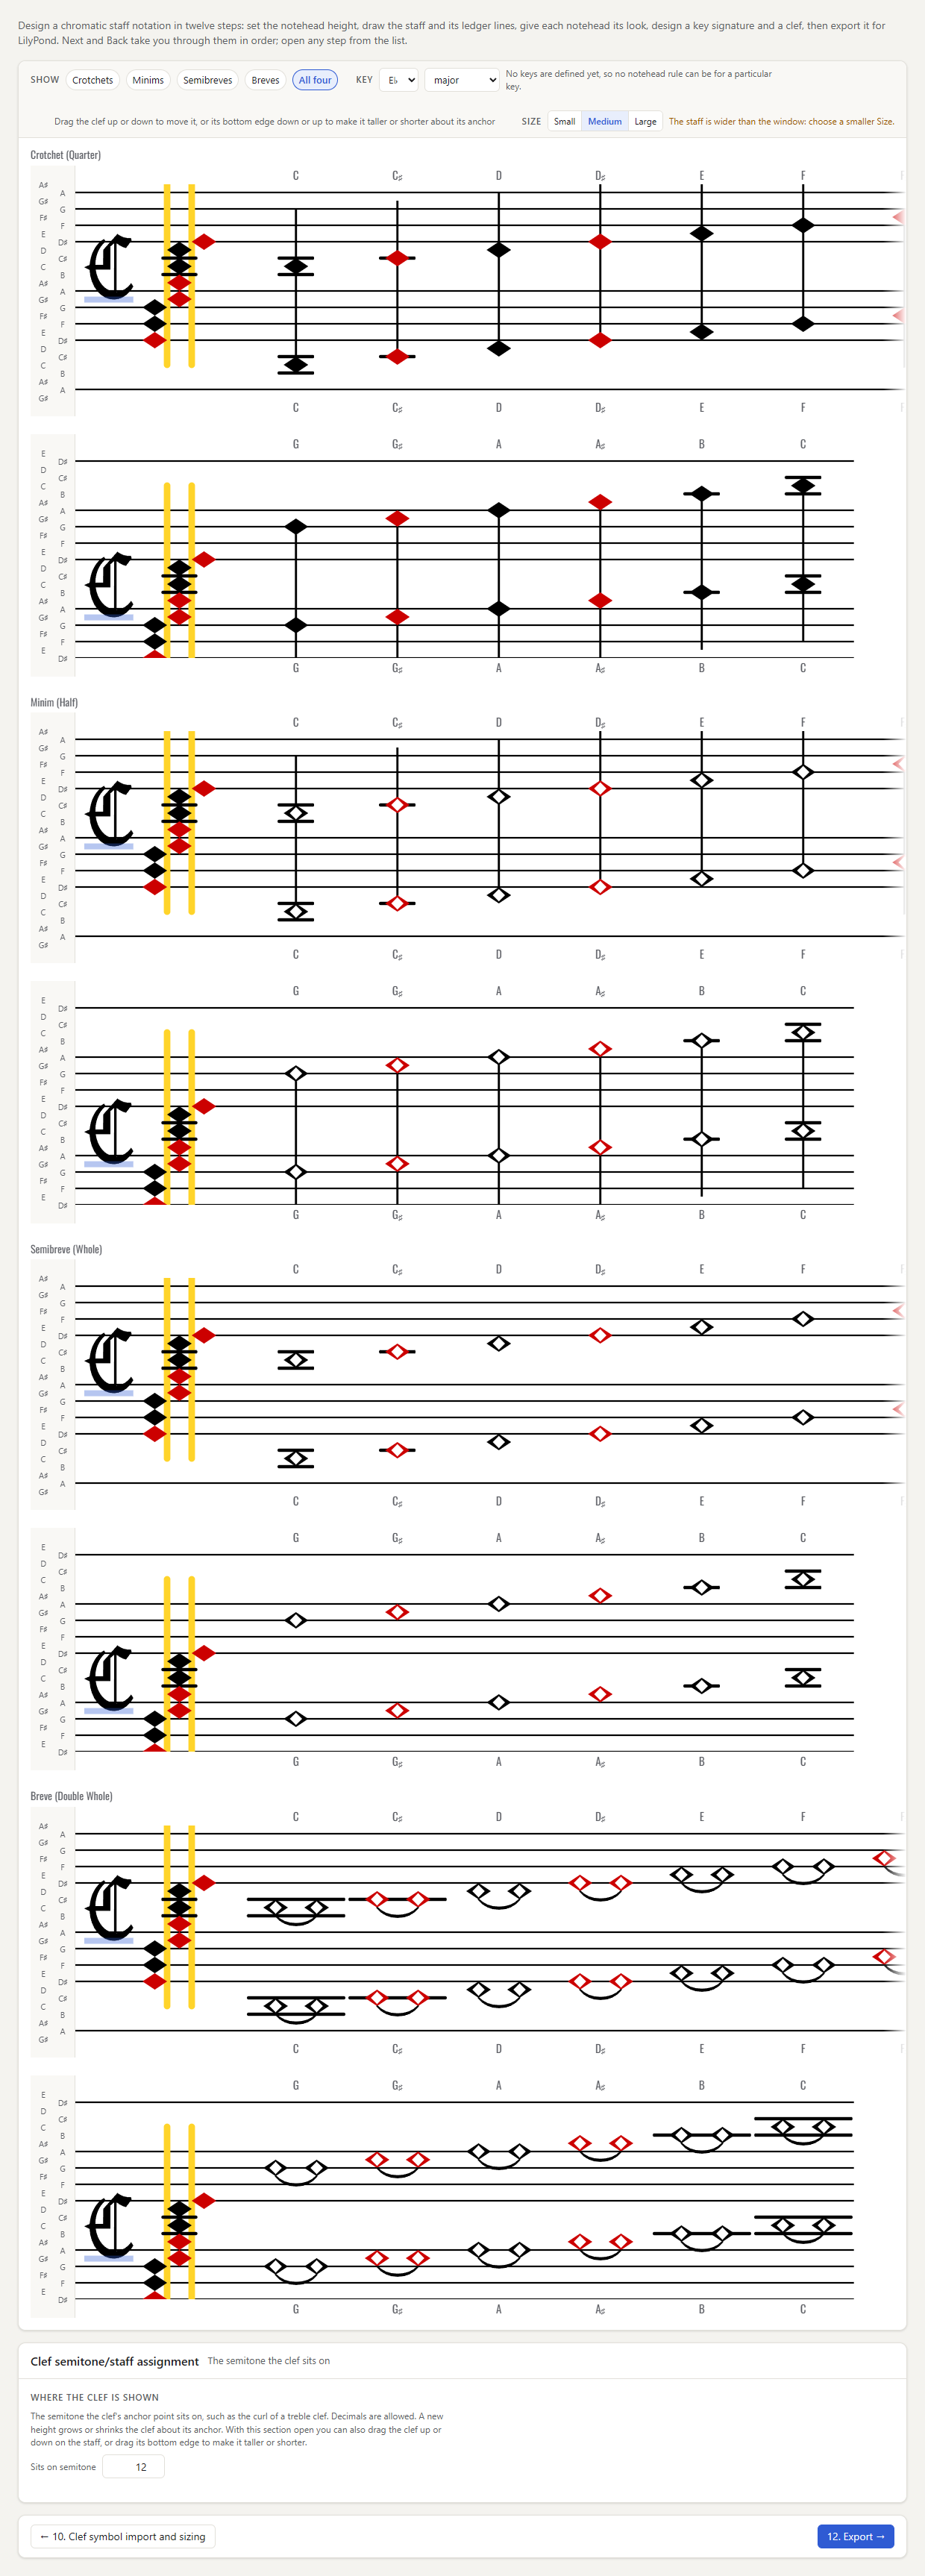 Design a chromatic staff notation in twelve steps: set the notehead height, draw the staff and its ledger lines, give each notehead its look, design a key signature and a clef, then export it for
LilyPond. Next and Back take you through them in order; open any step from the list.
SHOW Crotchets Minims Semibreves Breves All four KEY E♭ major No keys are defined yet, so no notehead rule can be for a particular
key.
Drag the clef up or down to move it, or its bottom edge down or up to make it taller or shorter about its anchor SIZE Small Medium Large The staff is wider than the window: choose a smaller Size.
Crotchet (Quarter)
C C♯ D D♯ E F
A♯
A
G♯
G
F♯
F
E
D♯
D
C♯
C
B
A♯
A
G♯
G
F♯
F
E
D♯
D
C♯
C
B
A♯
A
G♯
C C♯ D D♯ E F
G G♯ A A♯ B C
E
D♯
D
C♯
C
B
A♯
A
G♯
G
F♯
F
E
D♯
D
C♯
C
B
A♯
A
G♯
G
F♯
F
E
D♯
G G♯ A A♯ B C
Minim (Half)
C C♯ D D♯ E F
A♯
A
G♯
G
F♯
F
E
D♯
D
C♯
C
B
A♯
A
G♯
G
F♯
F
E
D♯
D
C♯
C
B
A♯
A
G♯
C C♯ D D♯ E F
G G♯ A A♯ B C
E
D♯
D
C♯
C
B
A♯
A
G♯
G
F♯
F
E
D♯
D
C♯
C
B
A♯
A
G♯
G
F♯
F
E
D♯
G G♯ A A♯ B C
Semibreve (Whole)
C C♯ D D♯ E F
A♯
A
G♯
G
F♯
F
E
D♯
D
C♯
C
B
A♯
A
G♯
G
F♯
F
E
D♯
D
C♯
C
B
A♯
A
G♯
C C♯ D D♯ E F
G G♯ A A♯ B C
E
D♯
D
C♯
C
B
A♯
A
G♯
G
F♯
F
E
D♯
D
C♯
C
B
A♯
A
G♯
G
F♯
F
E
D♯
G G♯ A A♯ B C
Breve (Double Whole)
C C♯ D D♯ E F
A♯
A
G♯
G
F♯
F
E
D♯
D
C♯
C
B
A♯
A
G♯
G
F♯
F
E
D♯
D
C♯
C
B
A♯
A
G♯
C C♯ D D♯ E F
G G♯ A A♯ B C
E
D♯
D
C♯
C
B
A♯
A
G♯
G
F♯
F
E
D♯
D
C♯
C
B
A♯
A
G♯
G
F♯
F
E
D♯
G G♯ A A♯ B C
Clef semitone/staff assignment The semitone the clef sits on
WHERE THE CLEF IS SHOWN
The semitone the clef's anchor point sits on, such as the curl of a treble clef. Decimals are allowed. A new
height grows or shrinks the clef about its anchor. With this section open you can also drag the clef up or
down on the staff, or drag its bottom edge to make it taller or shorter.
Sits on semitone 12
← 10. Clef symbol import and sizing 12. Export →